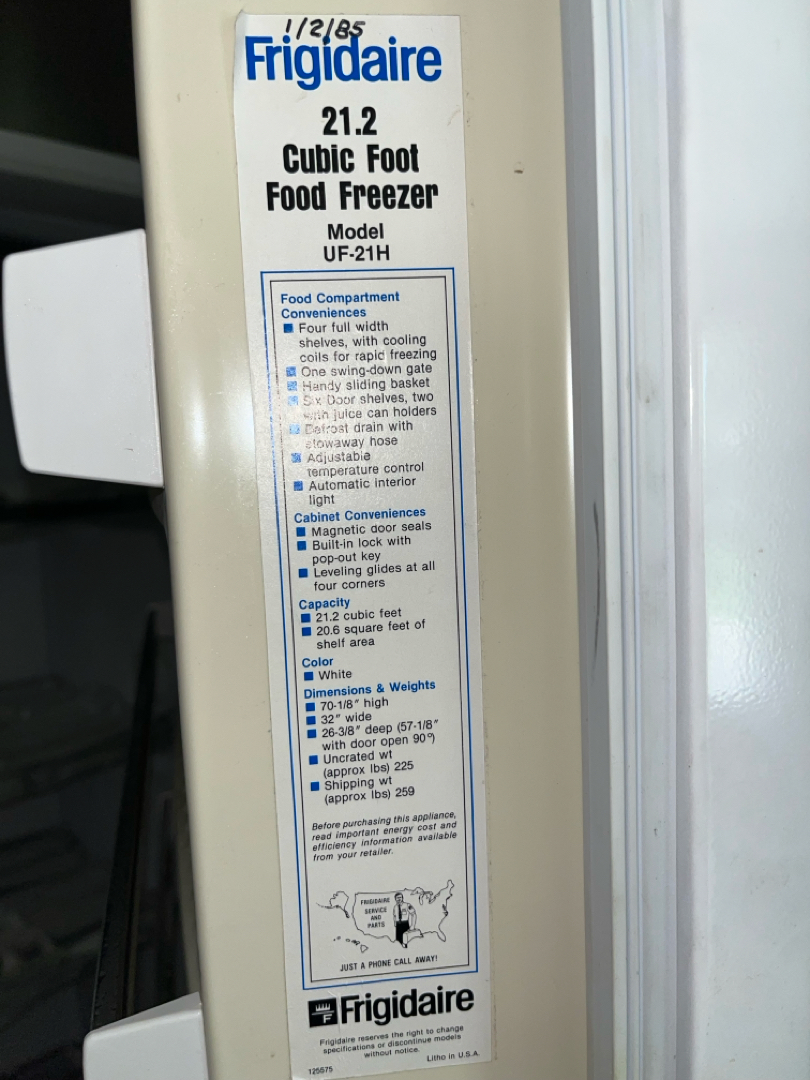 1/2/85
Frigidaire
21.2
Cubic Foot
Food Freezer
Model
UF-21H
Food Compartment
Conveniences
■ Four full width
shelves, with cooling
coils for rapid freezing
■ One swing-down gate
■ Handy sliding basket
■ Six Door shelves, two
with juice can holders
■ Defrost drain with
stowaway hose
■ Adjustable
temperature control
■ Automatic interior
light
Cabinet Conveniences
■ Magnetic door seals
■ Built-in lock with
pop-out key
■ Leveling glides at all
four corners
Capacity
■ 21.2 cubic feet
■ 20.6 square feet of
shelf area
Color
■ White
Dimensions & Weights
■ 70-1/8" high
■ 32" wide
■ 26-3/8" deep (57-1/8"
with door open 90°)
■ Uncrated wt
(approx lbs) 225
■ Shipping wt
(approx lbs) 259
Before purchasing this appliance,
read important energy cost and
efficiency information available
from your retailer.
FRIGIDAIRE
SERVICE
AND
PARTS
JUST A PHONE CALL AWAY!
F Frigidaire
Frigidaire reserves the right to change
specifications or discontinue models
without notice.
Litho in U.S.A.
125575